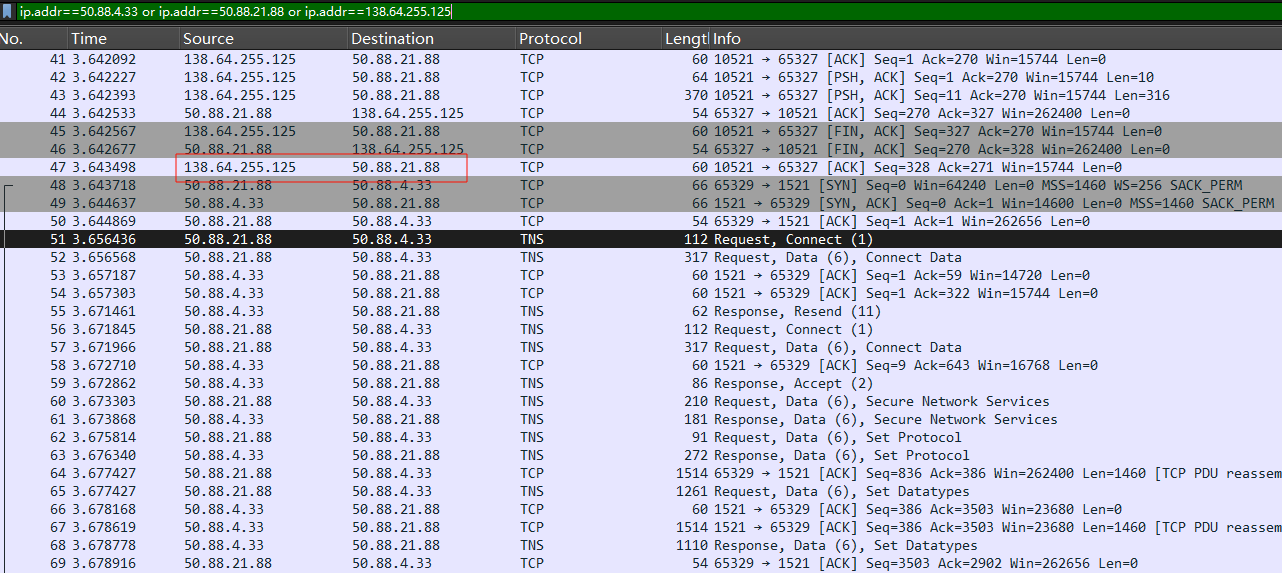 ip.addr==50.88.4.33 or ip.addr==50.88.21.88 or ip.addr==138.64.255.125
No. Time Source Destination Protocol Lengtl Info
41 3.642092 138.64.255.125 50.88.21.88 TCP 60 10521 → 65327 [ACK] Seq=1 Ack=270 Win=15744 Len=0
42 3.642227 138.64.255.125 50.88.21.88 TCP 64 10521 → 65327 [PSH, ACK] Seq=1 Ack=270 Win=15744 Len=10
43 3.642393 138.64.255.125 50.88.21.88 TCP 370 10521 → 65327 [PSH, ACK] Seq=11 Ack=270 Win=15744 Len=316
44 3.642533 50.88.21.88 138.64.255.125 TCP 54 65327 → 10521 [ACK] Seq=270 Ack=327 Win=262400 Len=0
45 3.642567 138.64.255.125 50.88.21.88 TCP 60 10521 → 65327 [FIN, ACK] Seq=327 Ack=270 Win=15744 Len=0
46 3.642677 50.88.21.88 138.64.255.125 TCP 54 65327 → 10521 [FIN, ACK] Seq=270 Ack=328 Win=262400 Len=0
47 3.643498 138.64.255.125 50.88.21.88 TCP 60 10521 → 65327 [ACK] Seq=328 Ack=271 Win=15744 Len=0
48 3.643718 50.88.21.88 50.88.4.33 TCP 66 65329 → 1521 [SYN] Seq=0 Win=64240 Len=0 MSS=1460 WS=256 SACK_PERM
49 3.644637 50.88.4.33 50.88.21.88 TCP 66 1521 → 65329 [SYN, ACK] Seq=0 Ack=1 Win=14600 Len=0 MSS=1460 SACK_PERM
50 3.644869 50.88.21.88 50.88.4.33 TCP 54 65329 → 1521 [ACK] Seq=1 Ack=1 Win=262656 Len=0
51 3.656436 50.88.21.88 50.88.4.33 TNS 112 Request, Connect (1)
52 3.656568 50.88.21.88 50.88.4.33 TNS 317 Request, Data (6), Connect Data
53 3.657187 50.88.4.33 50.88.21.88 TCP 60 1521 → 65329 [ACK] Seq=1 Ack=59 Win=14720 Len=0
54 3.657303 50.88.4.33 50.88.21.88 TCP 60 1521 → 65329 [ACK] Seq=1 Ack=322 Win=15744 Len=0
55 3.671461 50.88.4.33 50.88.21.88 TNS 62 Response, Resend (11)
56 3.671845 50.88.21.88 50.88.4.33 TNS 112 Request, Connect (1)
57 3.671966 50.88.21.88 50.88.4.33 TNS 317 Request, Data (6), Connect Data
58 3.672710 50.88.4.33 50.88.21.88 TCP 60 1521 → 65329 [ACK] Seq=9 Ack=643 Win=16768 Len=0
59 3.672862 50.88.4.33 50.88.21.88 TNS 86 Response, Accept (2)
60 3.673303 50.88.21.88 50.88.4.33 TNS 210 Request, Data (6), Secure Network Services
61 3.673868 50.88.4.33 50.88.21.88 TNS 181 Response, Data (6), Secure Network Services
62 3.675814 50.88.21.88 50.88.4.33 TNS 91 Request, Data (6), Set Protocol
63 3.676340 50.88.4.33 50.88.21.88 TNS 272 Response, Data (6), Set Protocol
64 3.677427 50.88.21.88 50.88.4.33 TCP 1514 65329 → 1521 [ACK] Seq=836 Ack=386 Win=262400 Len=1460 [TCP PDU reassem
65 3.677427 50.88.21.88 50.88.4.33 TNS 1261 Request, Data (6), Set Datatypes
66 3.678168 50.88.4.33 50.88.21.88 TCP 60 1521 → 65329 [ACK] Seq=386 Ack=3503 Win=23680 Len=0
67 3.678619 50.88.4.33 50.88.21.88 TCP 1514 1521 → 65329 [ACK] Seq=386 Ack=3503 Win=23680 Len=1460 [TCP PDU reassem
68 3.678778 50.88.4.33 50.88.21.88 TNS 1110 Response, Data (6), Set Datatypes
69 3.678916 50.88.21.88 50.88.4.33 TCP 54 65329 → 1521 [ACK] Seq=3503 Ack=2902 Win=262656 Len=0